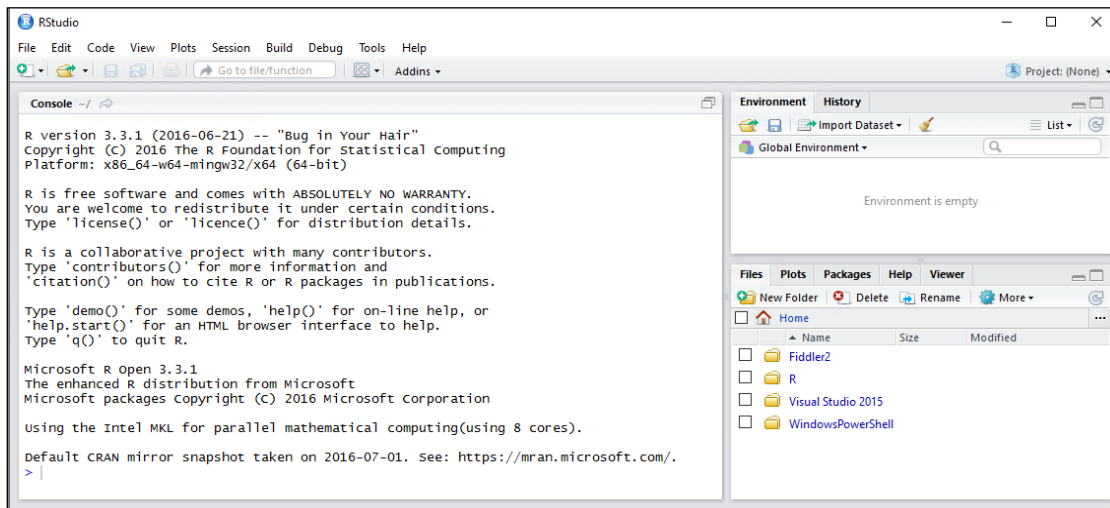 RStudio
File Edit Code View Plots Session Build Debug Tools Help
Go to file/function Addins Project: (None)
Console ~/
R version 3.3.1 (2016-06-21) -- "Bug in Your Hair"
Copyright (C) 2016 The R Foundation for Statistical Computing
Platform: x86_64-w64-mingw32/x64 (64-bit)
R is free software and comes with ABSOLUTELY NO WARRANTY.
You are welcome to redistribute it under certain conditions.
Type 'license()' or 'licence()' for distribution details.
R is a collaborative project with many contributors.
Type 'contributors()' for more information and
'citation()' on how to cite R or R packages in publications.
Type 'demo()' for some demos, 'help()' for on-line help, or
'help.start()' for an HTML browser interface to help.
Type 'q()' to quit R.
Microsoft R Open 3.3.1
The enhanced R distribution from Microsoft
Microsoft packages Copyright (C) 2016 Microsoft Corporation
Using the Intel MKL for parallel mathematical computing(using 8 cores).
Default CRAN mirror snapshot taken on 2016-07-01. See: https://mran.microsoft.com/.
>
Environment History
Import Dataset List
Global Environment
Environment is empty
Files Plots Packages Help Viewer
New Folder Delete Rename More
Home ...
Name Size Modified
Fiddler2
R
Visual Studio 2015
WindowsPowerShell